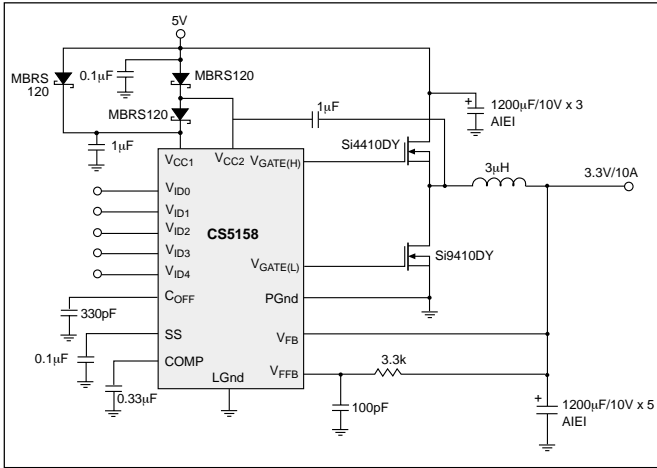 5V
MBRS
120
0.1μF
MBRS120
MBRS120
1μF
1μF
1200μF/10V x 3
AIEI
Si4410DY
3μH
3.3V/10A
VCC1
VCC2
VGATE(H)
VID0
VID1
VID2
VID3
VID4
CS5158
VGATE(L)
Si9410DY
COFF
PGnd
330pF
SS
VFB
0.1μF
COMP
VFFB
3.3k
LGnd
0.33μF
100pF
1200μF/10V x 5
AIEI